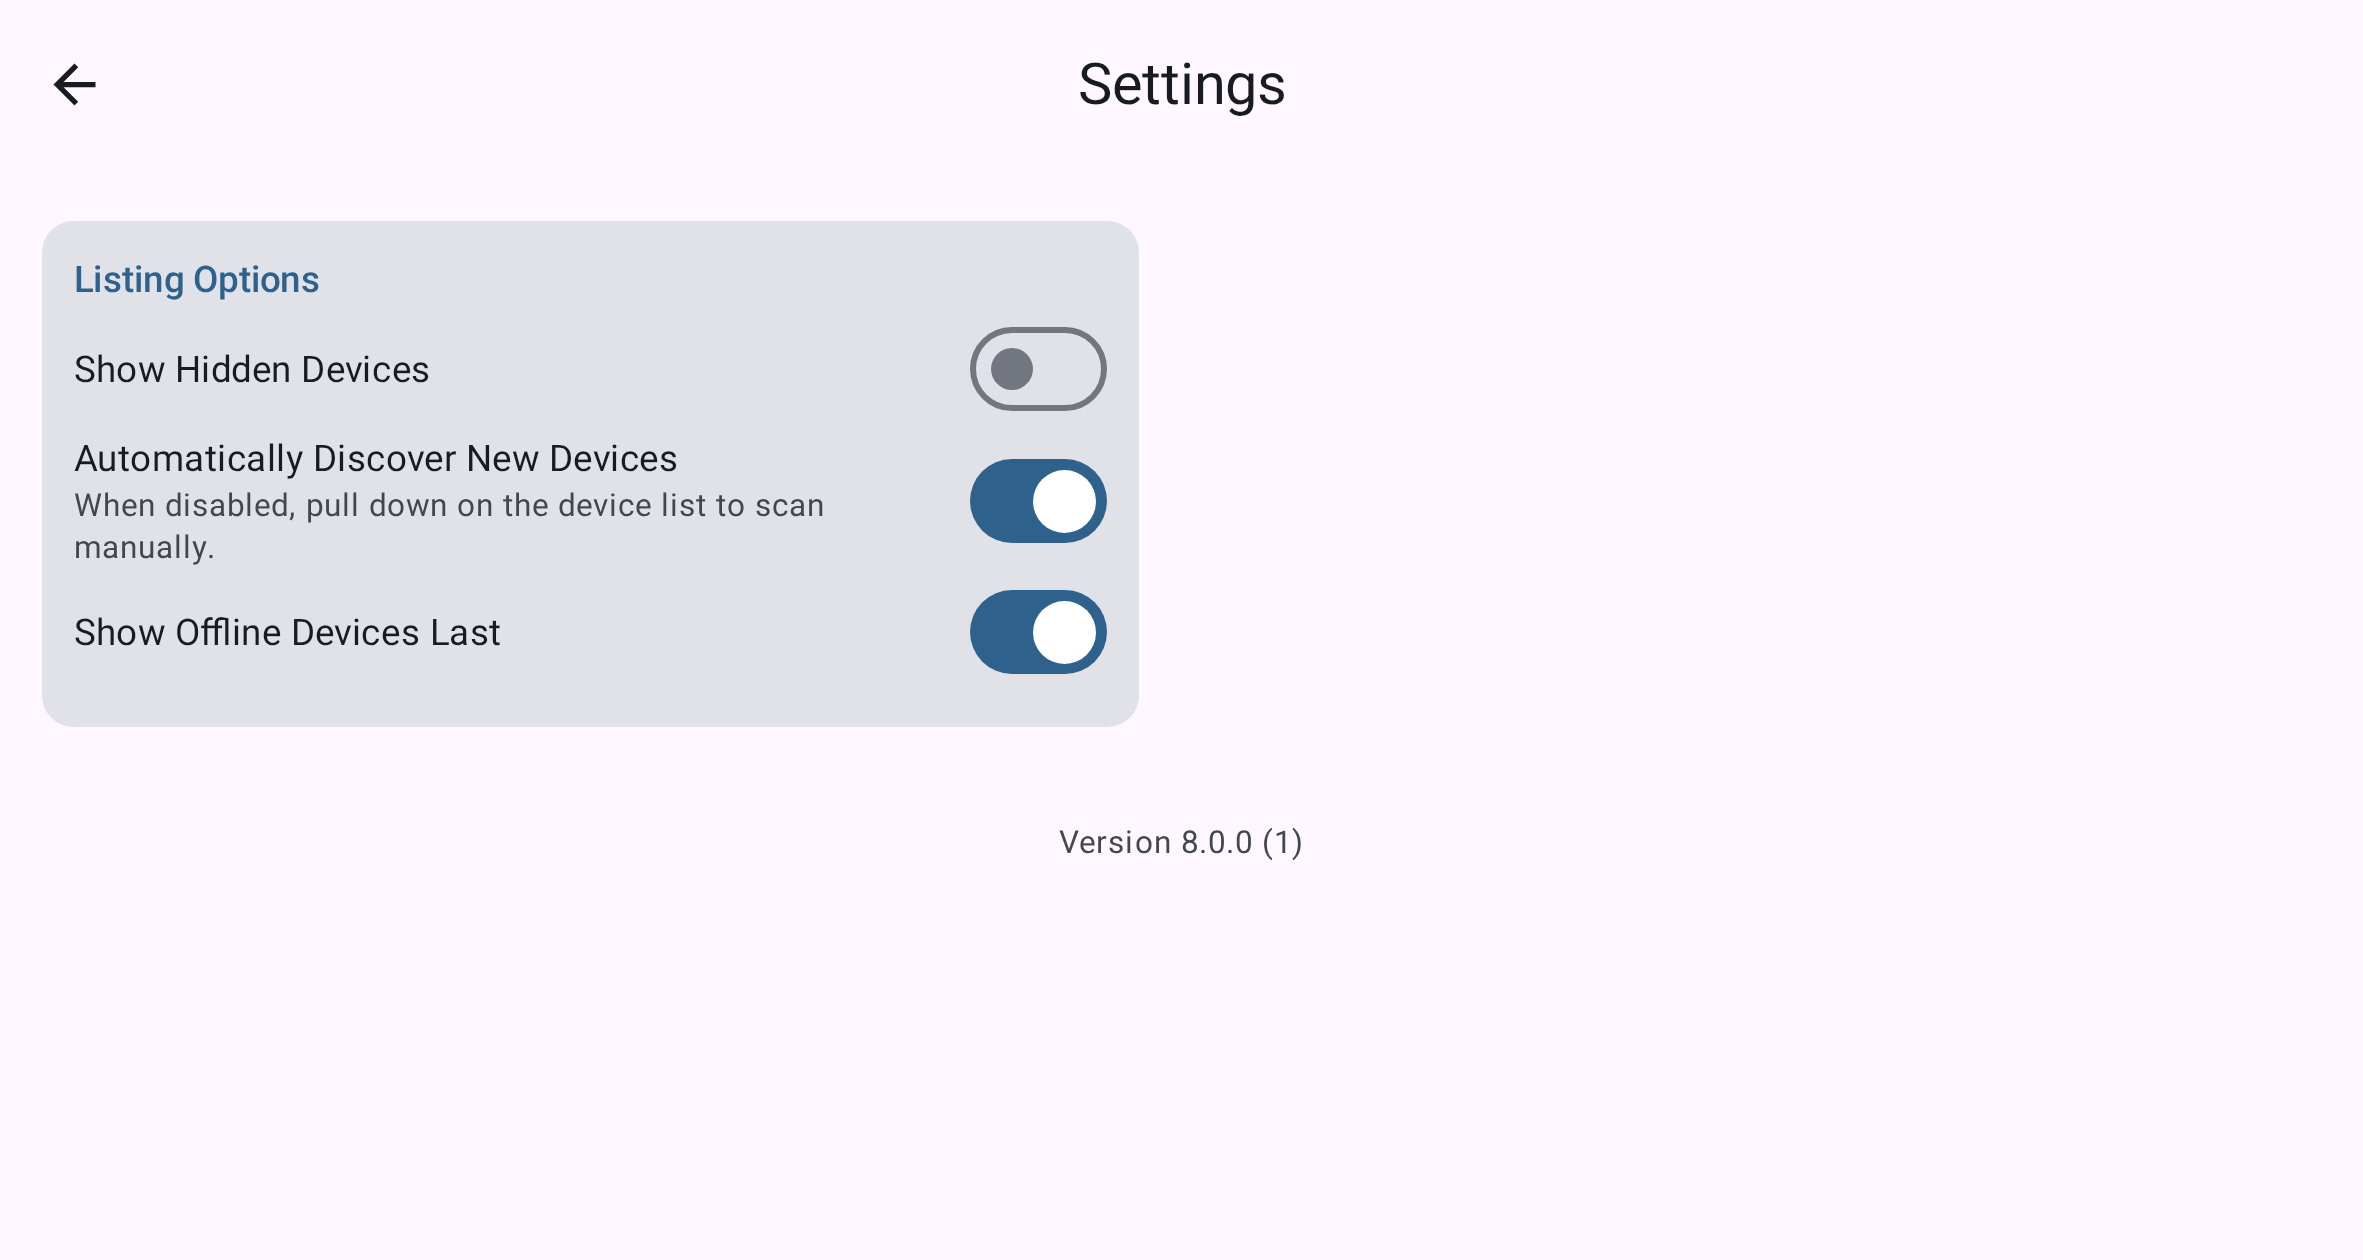 Settings
Listing Options
Show Hidden Devices
Automatically Discover New Devices
When disabled, pull down on the device list to scan
manually.
Show Offline Devices Last
Version 8.0.0 (1)